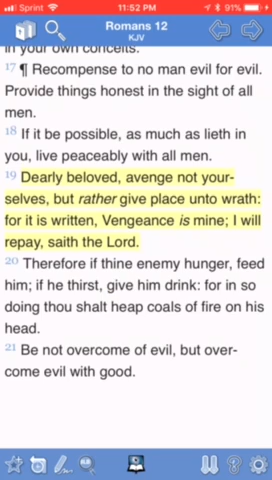 Sprint 11:52 PM 91%
Romans 12
KJV
in your own conceits.
17 ¶ Recompense to no man evil for evil.
Provide things honest in the sight of all
men.
18 If it be possible, as much as lieth in
you, live peaceably with all men.
19 Dearly beloved, avenge not your-
selves, but rather give place unto wrath:
for it is written, Vengeance is mine; I will
repay, saith the Lord.
20 Therefore if thine enemy hunger, feed
him; if he thirst, give him drink: for in so
doing thou shalt heap coals of fire on his
head.
21 Be not overcome of evil, but over-
come evil with good.